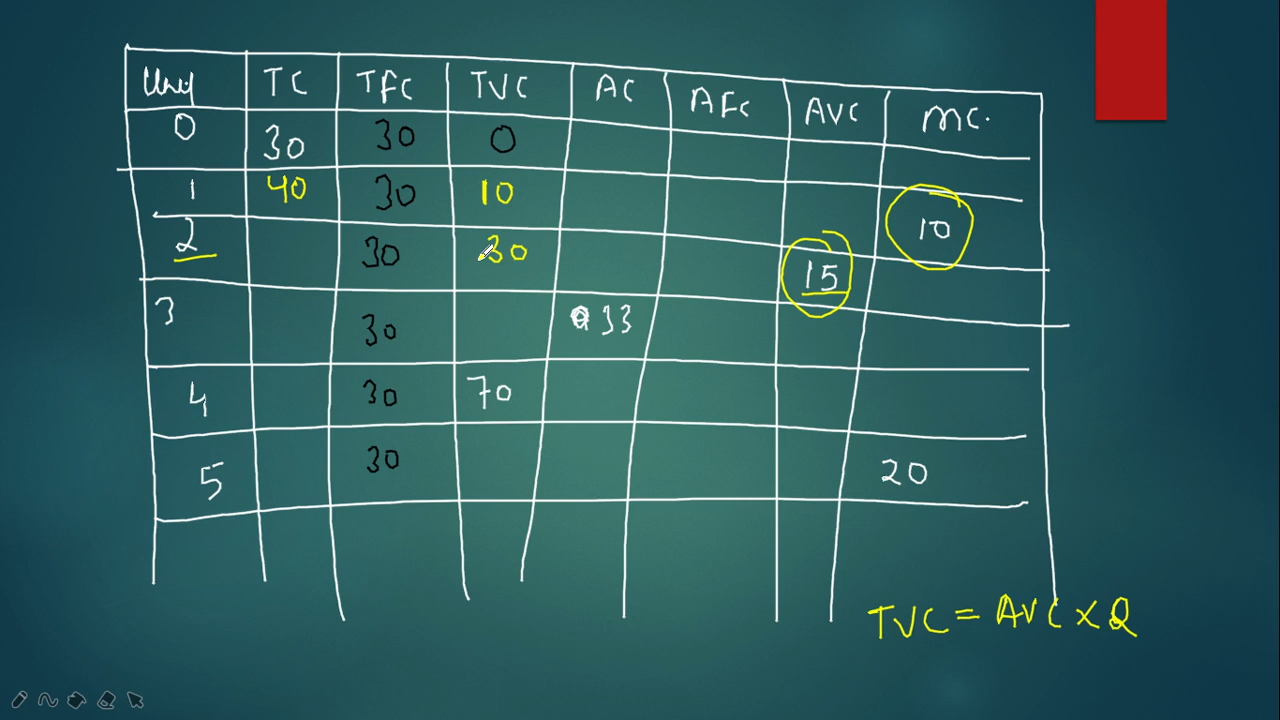 Unit TC TFC TVC AC AFC AVC MC.
0 30 30 0
1 40 30 10 10
2 30 30 15
3 30 33
4 30 70
5 30 20
TVC = AVC X Q